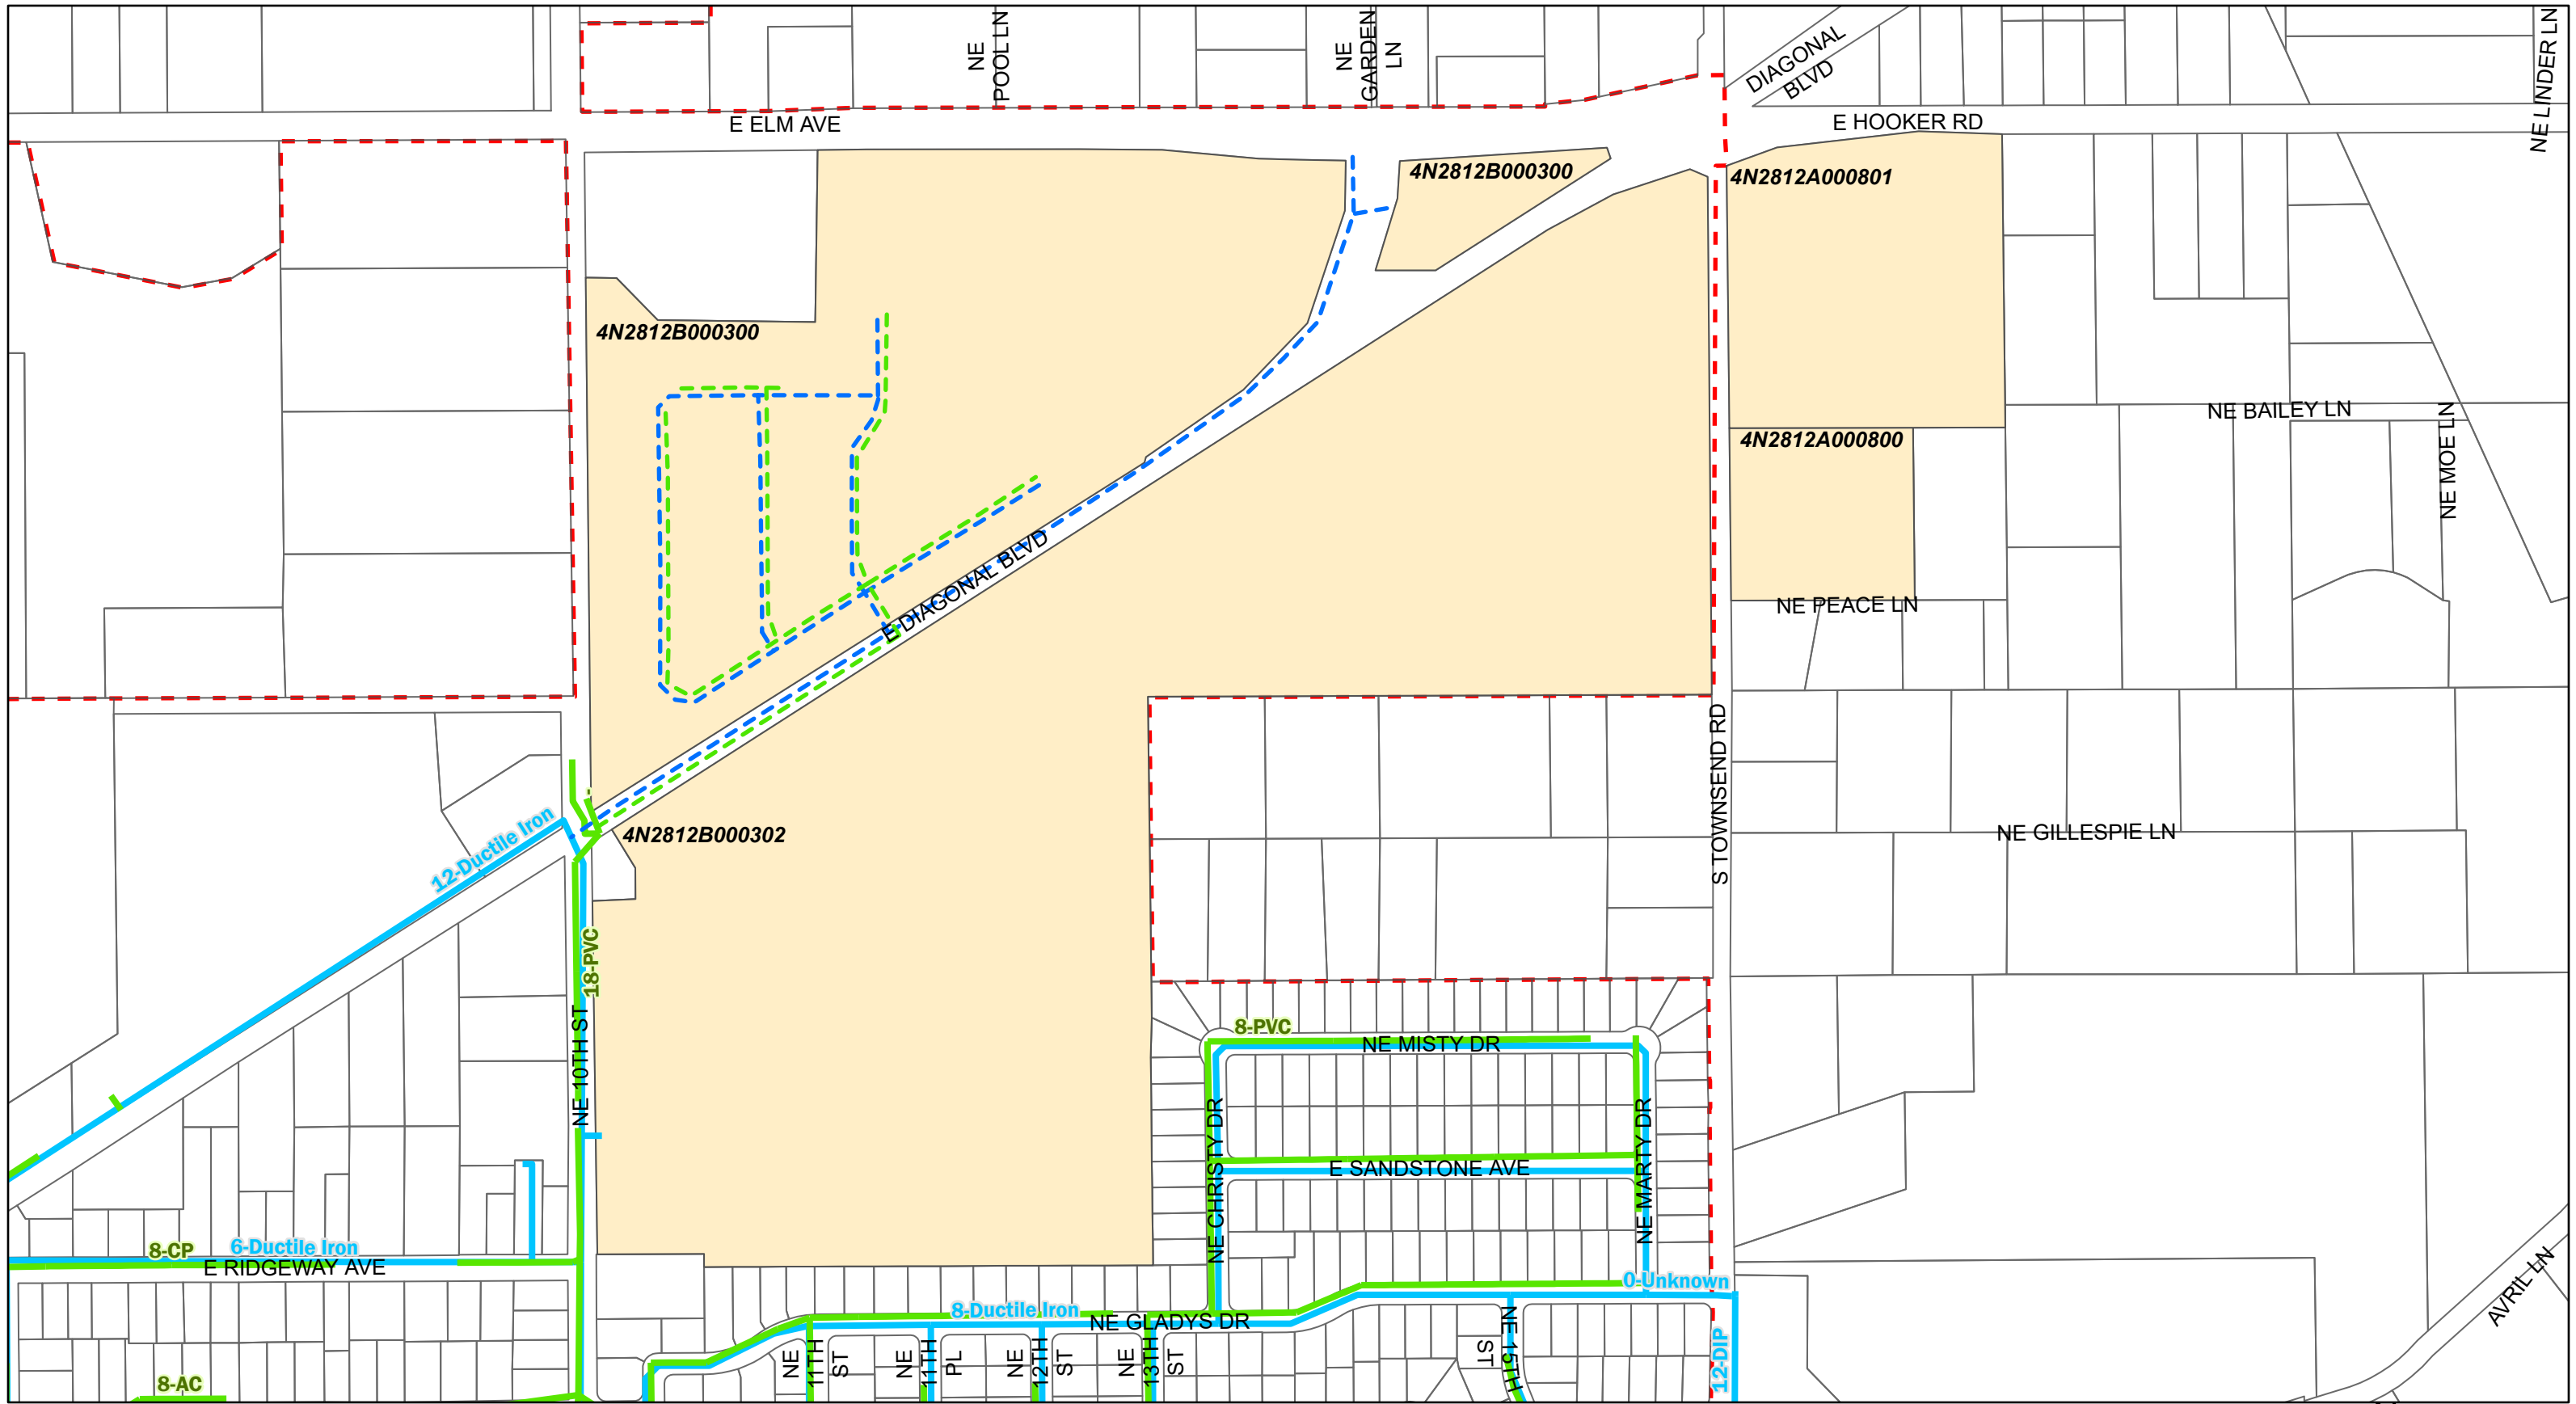 NE
POOL LN
NE
GARDEN
LN
DIAGONAL
BLVD
NE LINDER LN
E ELM AVE
E HOOKER RD
4N2812B000300
4N2812A000801
4N2812B000300
NE BAILEY LN
4N2812A000800
NE MOE LN
E DIAGONAL BLVD
NE PEACE LN
S TOWNSEND RD
12-Ductile Iron
4N2812B000302
NE GILLESPIE LN
18-PVC
NE 10TH ST
8-PVC
NE MISTY DR
NE CHRISTY DR
E SANDSTONE AVE
NE MARTY DR
8-CP
6-Ductile Iron
E RIDGEWAY AVE
0-Unknown
8-Ductile Iron
NE GLADYS DR
AVRIL LN
12-DIP
8-AC
NE
11TH
ST
NE
11TH
PL
NE
12TH
ST
NE
13TH
ST
NE 15TH
ST